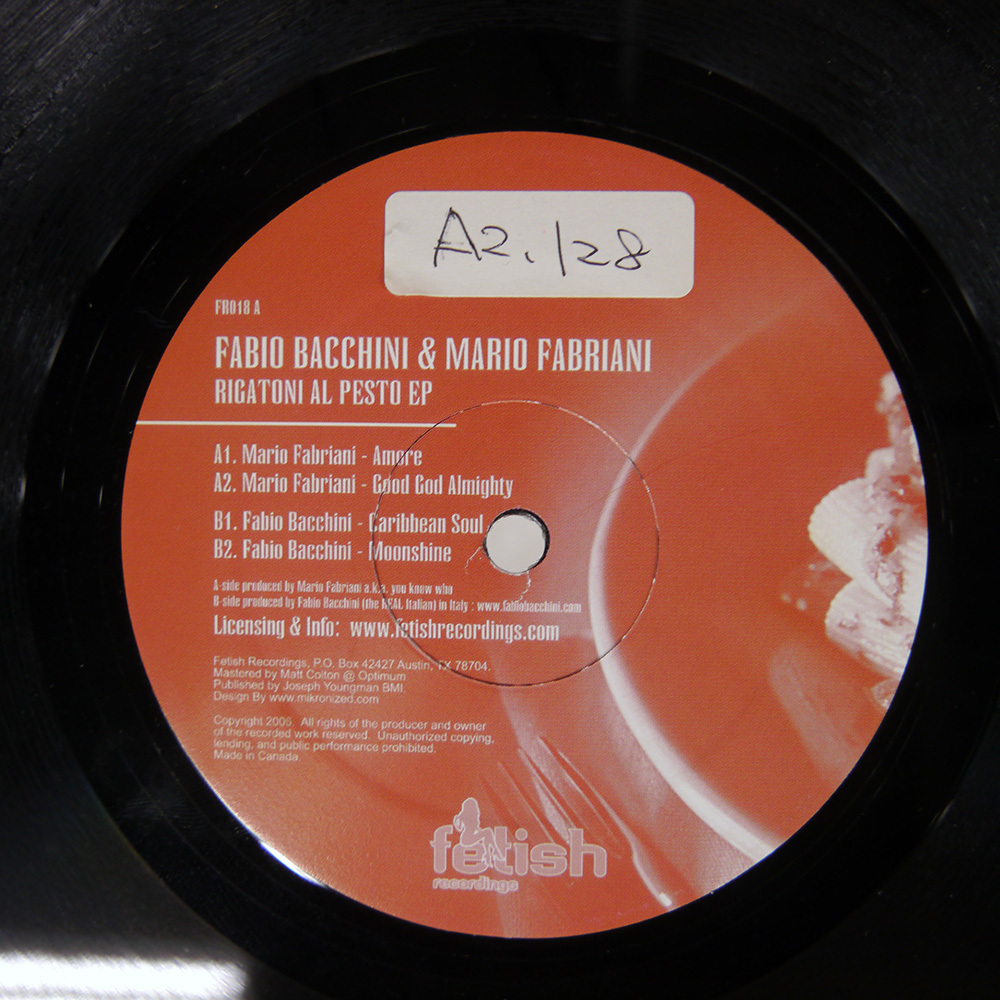 A2. 128
FR018 A
FABIO BACCHINI & MARIO FABRIANI
RIGATONI AL PESTO EP
A1. Mario Fabriani - Amore
A2. Mario Fabriani - Good God Almighty
B1. Fabio Bacchini - Caribbean Soul
B2. Fabio Bacchini - Moonshine
A-side produced by Mario Fabriani a.k.a. you know who
B-side produced by Fabio Bacchini (the REAL Italian) in Italy : www.fabiobacchini.com
Licensing & Info: www.fetishrecordings.com
Fetish Recordings, P.O. Box 42427 Austin, TX 78704.
Mastered by Matt Colton @ Optimum
Published by Joseph Youngman BMI.
Design By www.mikronized.com
Copyright 2005. All rights of the producer and owner
of the recorded work reserved. Unauthorized copying,
lending, and public performance prohibited.
Made in Canada.
fetish
recordings